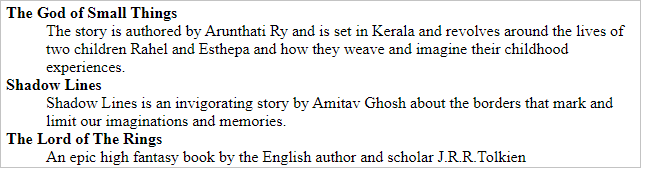 The God of Small Things
The story is authored by Arunthati Ry and is set in Kerala and revolves around the lives of
two children Rahel and Esthepa and how they weave and imagine their childhood
experiences.
Shadow Lines
Shadow Lines is an invigorating story by Amitav Ghosh about the borders that mark and
limit our imaginations and memories.
The Lord of The Rings
An epic high fantasy book by the English author and scholar J.R.R.Tolkien